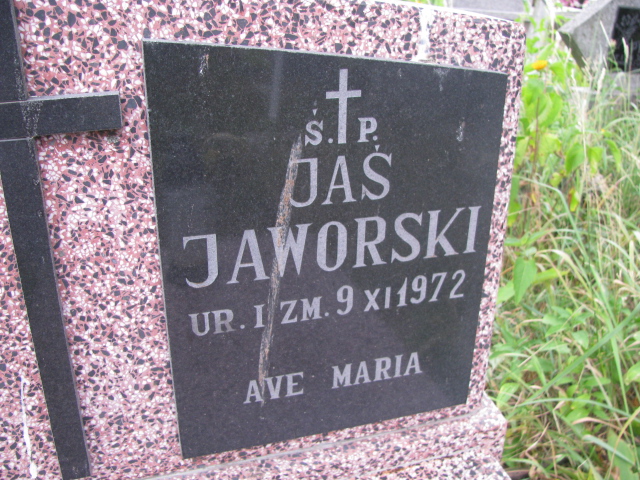 Ś. P.
JAŚ
JAWORSKI
UR. I ZM. 9 XI 1972
AVE MARIA